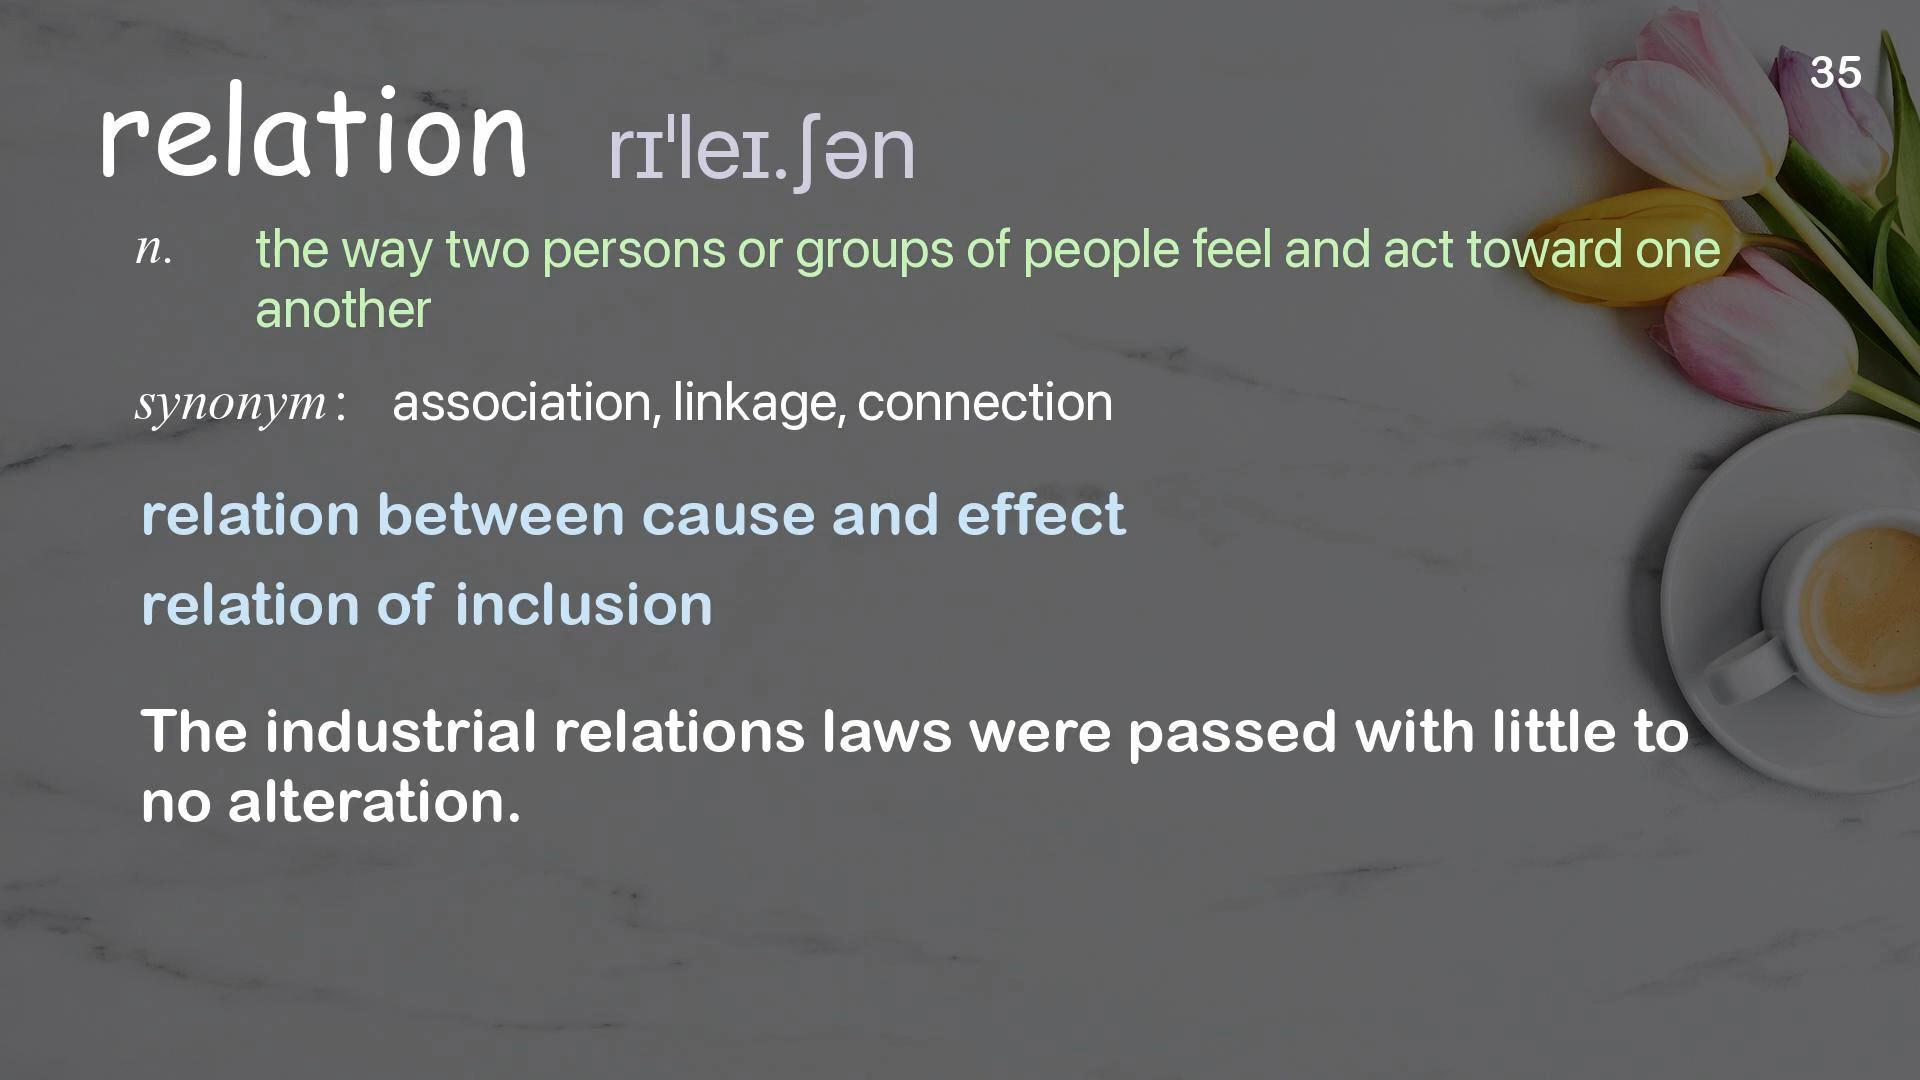 35
relation rɪˈleɪ.ʃən
n. the way two persons or groups of people feel and act toward one
another
synonym: association, linkage, connection
relation between cause and effect
relation of inclusion
The industrial relations laws were passed with little to
no alteration.